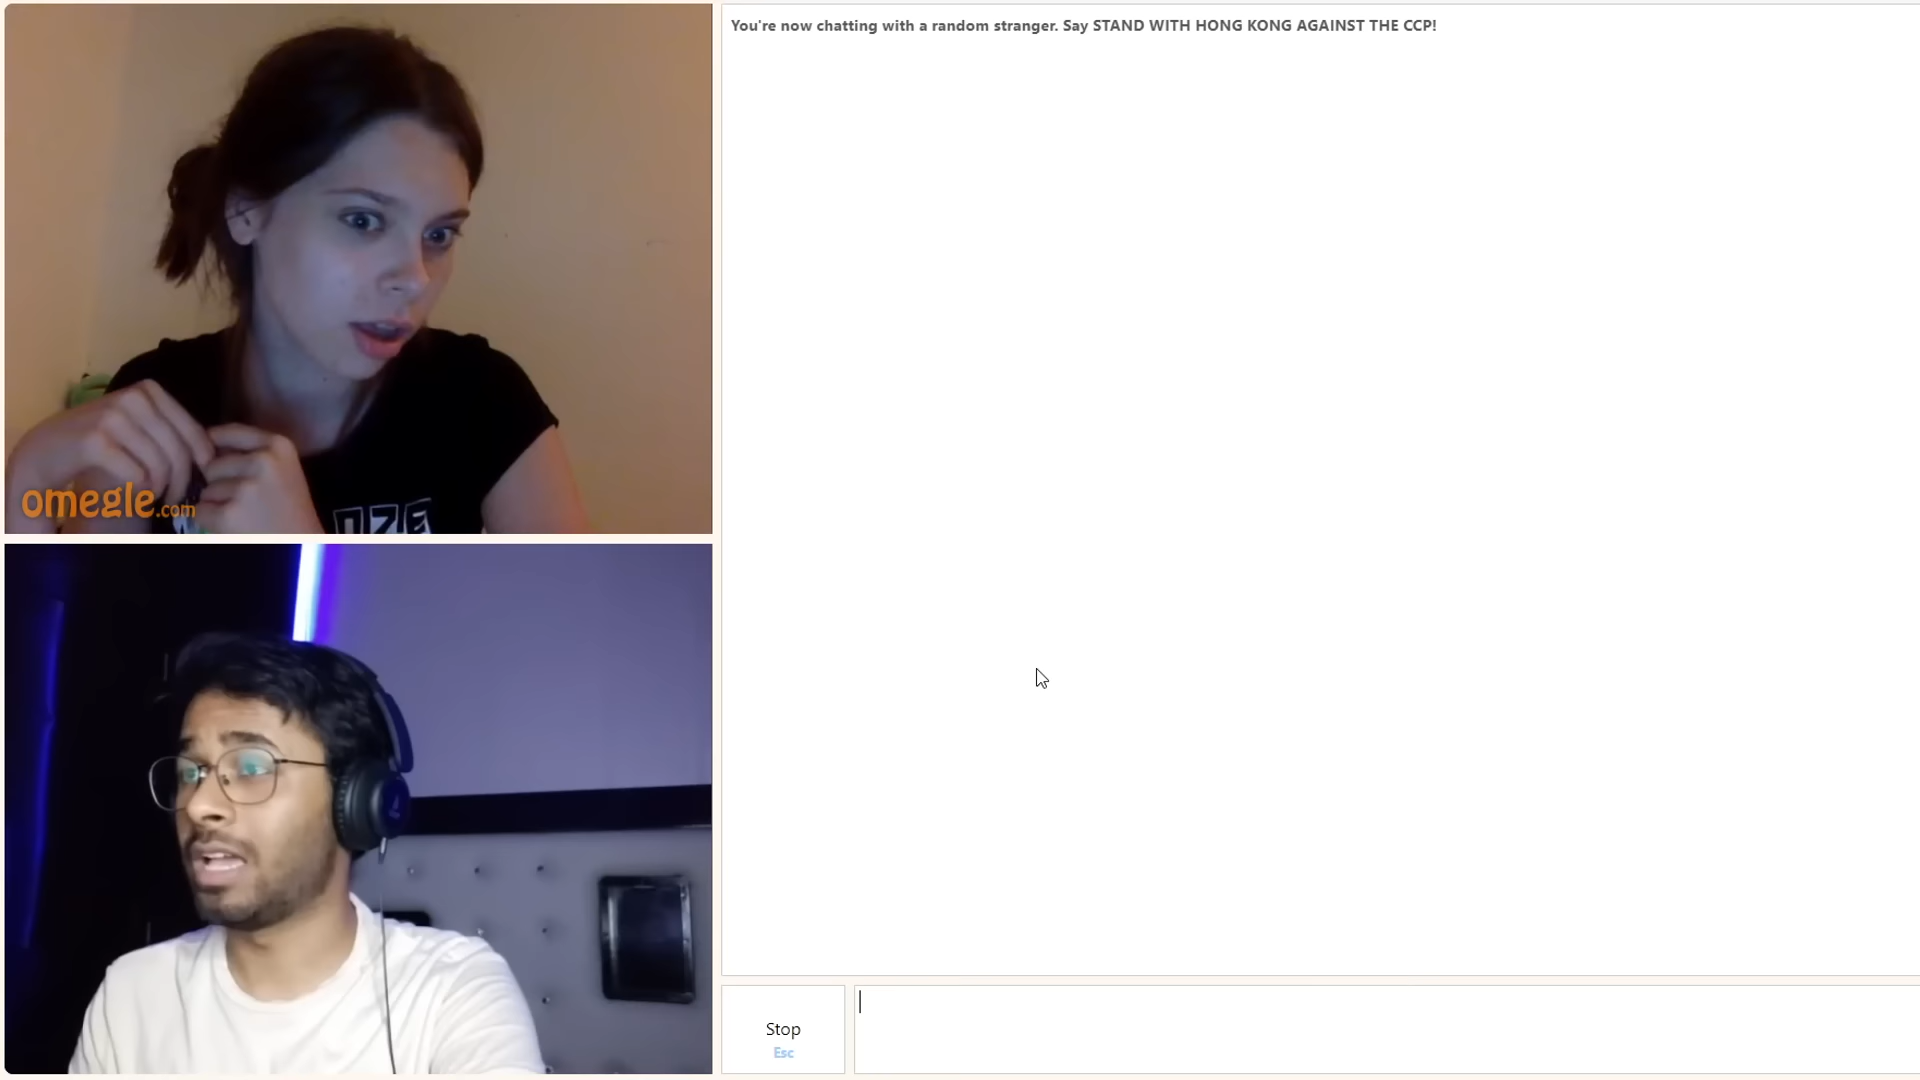 You're now chatting with a random stranger. Say STAND WITH HONG KONG AGAINST THE CCP!
omegle.com
OZE
Stop
Esc